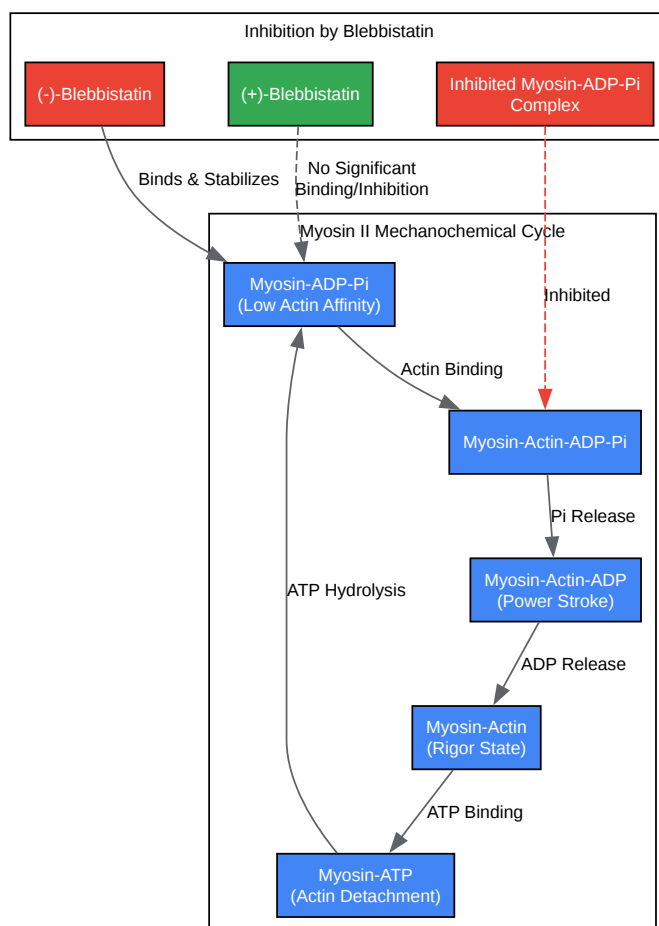 Inhibition by Blebbistatin
(-)-Blebbistatin
(+)-Blebbistatin
Inhibited Myosin-ADP-Pi
Complex
Binds & Stabilizes
No Significant
Binding/Inhibition
Myosin II Mechanochemical Cycle
Myosin-ADP-Pi
(Low Actin Affinity)
Inhibited
Actin Binding
Myosin-Actin-ADP-Pi
Pi Release
Myosin-Actin-ADP
(Power Stroke)
ATP Hydrolysis
ADP Release
Myosin-Actin
(Rigor State)
ATP Binding
Myosin-ATP
(Actin Detachment)